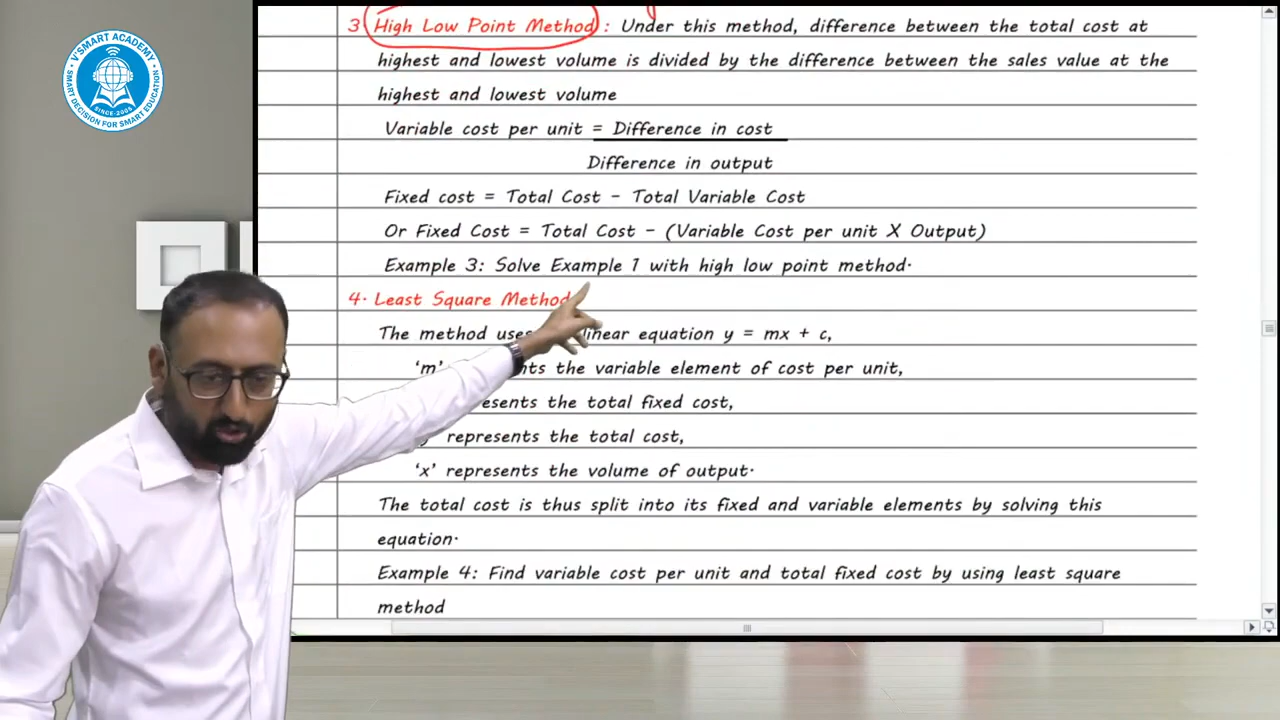 V'SMART ACADEMY
SINCE-2005
SMART DECISION FOR SMART EDUCATION
3 High Low Point Method : Under this method, difference between the total cost at
highest and lowest volume is divided by the difference between the sales value at the
highest and lowest volume
Variable cost per unit = Difference in cost
Difference in output
Fixed cost = Total Cost - Total Variable Cost
Or Fixed Cost = Total Cost - (Variable Cost per unit X Output)
Example 3: Solve Example 1 with high low point method.
4. Least Square Method
The method uses linear equation y = mx + c,
'm' the variable element of cost per unit,
the total fixed cost,
represents the total cost,
'x' represents the volume of output.
The total cost is thus split into its fixed and variable elements by solving this
equation.
Example 4: Find variable cost per unit and total fixed cost by using least square
method